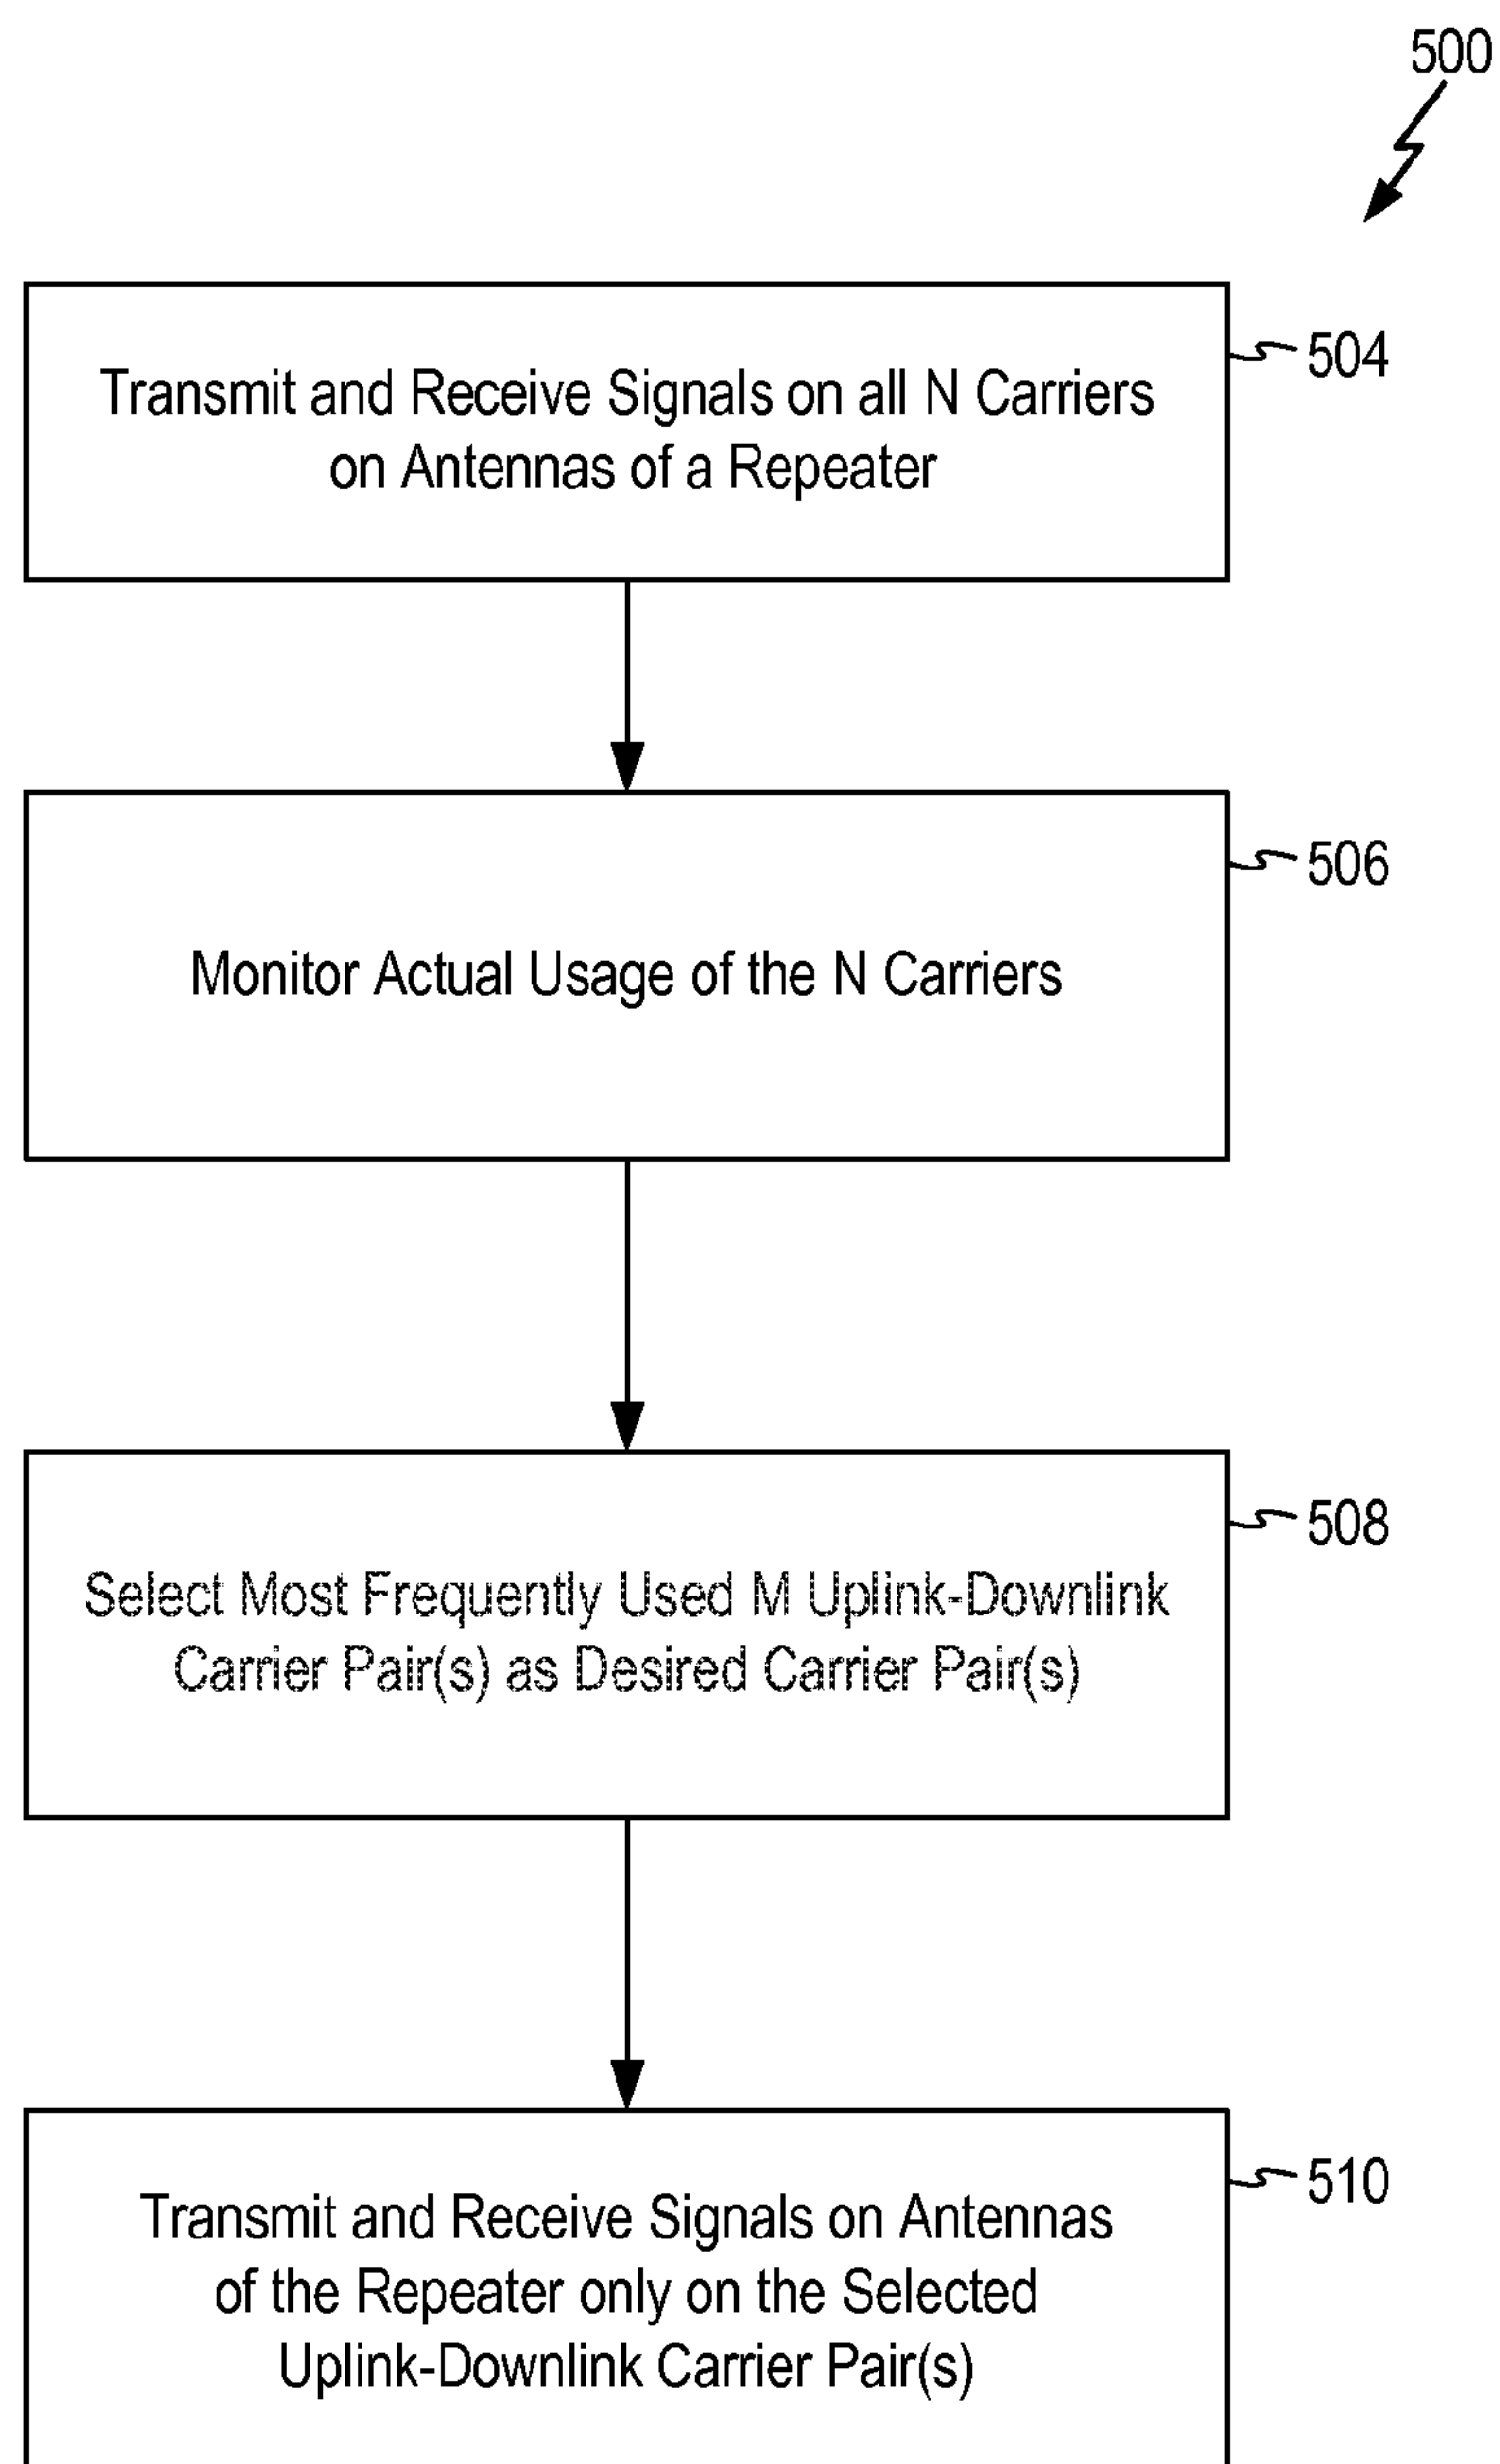 500
Transmit and Receive Signals on all N Carriers
on Antennas of a Repeater
504
Monitor Actual Usage of the N Carriers
506
Select Most Frequently Used M Uplink-Downlink
Carrier Pair(s) as Desired Carrier Pair(s)
508
Transmit and Receive Signals on Antennas
of the Repeater only on the Selected
Uplink-Downlink Carrier Pair(s)
510